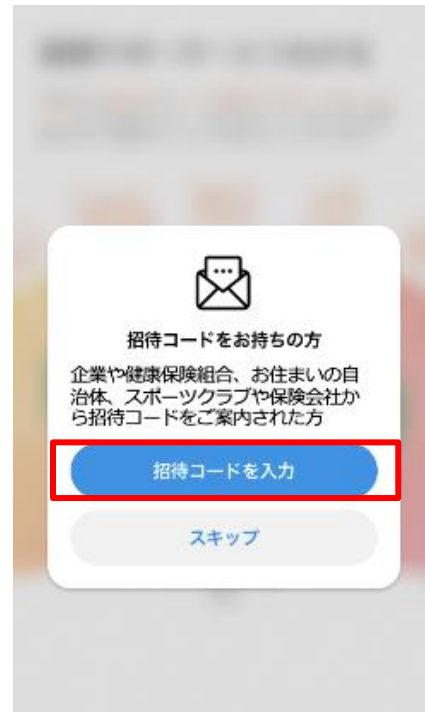 招待コードをお持ちの方
企業や健康保険組合、お住まいの自
治体、スポーツクラブや保険会社か
ら招待コードをご案内された方
招待コードを入力
スキップ